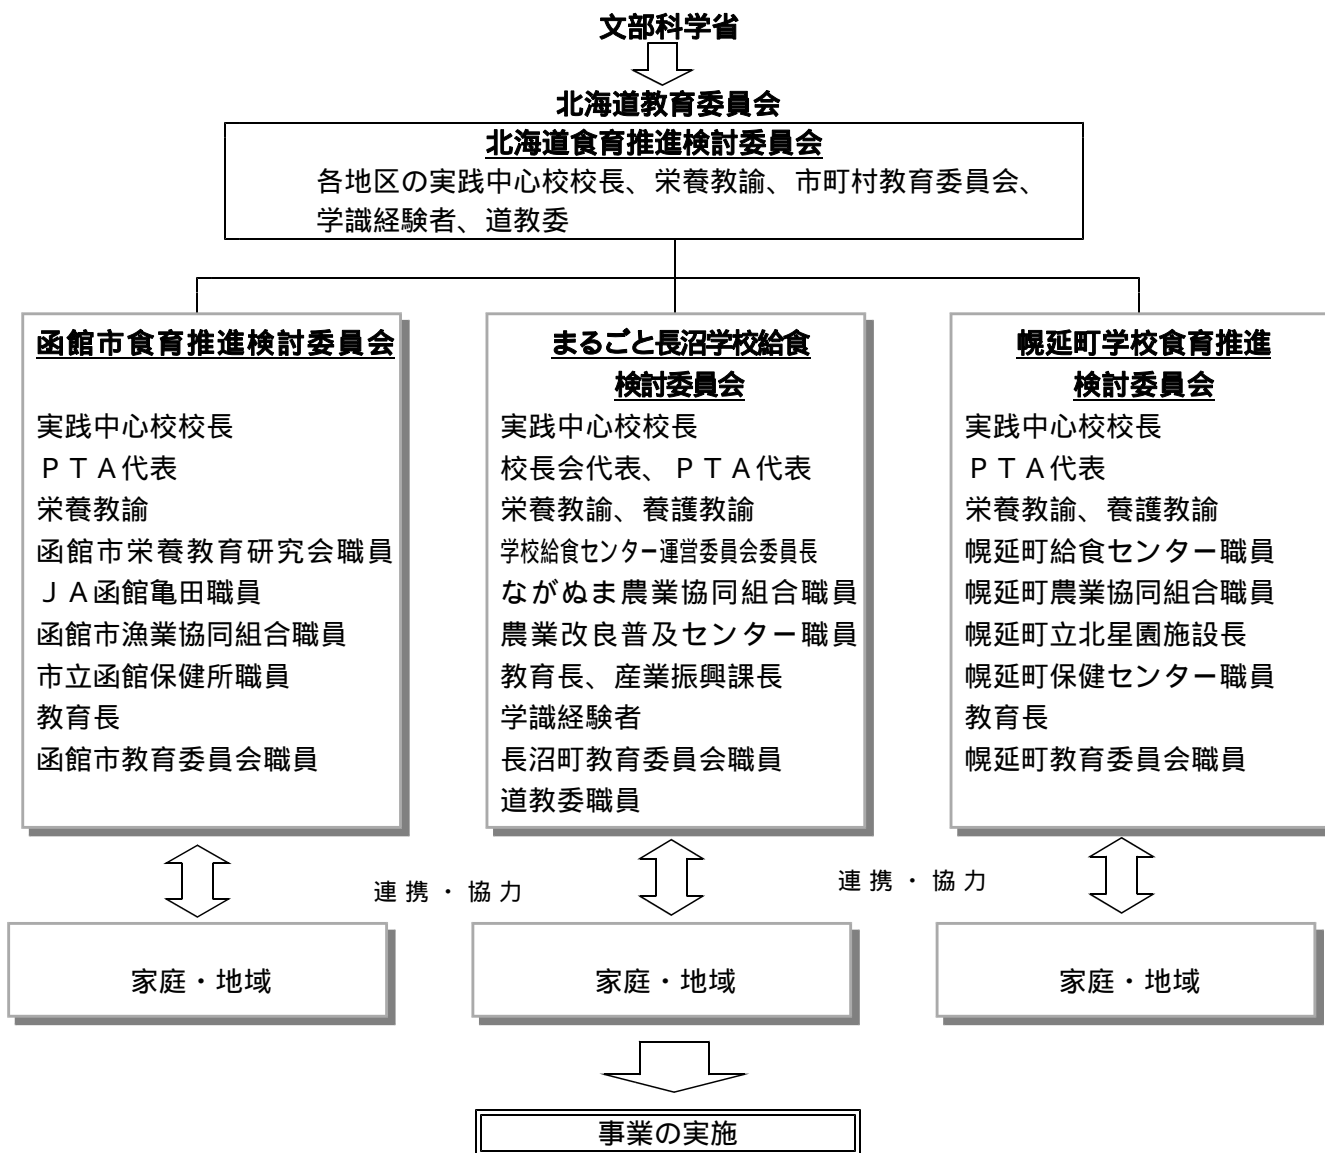 文部科学省
北海道教育委員会
北海道食育推進検討委員会
各地区の実践中心校校長、栄養教諭、市町村教育委員会、
学識経験者、道教委
函館市食育推進検討委員会
実践中心校校長
ＰＴＡ代表
栄養教諭
函館市栄養教育研究会職員
ＪＡ函館亀田職員
函館市漁業協同組合職員
市立函館保健所職員
教育長
函館市教育委員会職員
まるごと長沼学校給食
検討委員会
実践中心校校長
校長会代表、ＰＴＡ代表
栄養教諭、養護教諭
学校給食センター運営委員会委員長
ながぬま農業協同組合職員
農業改良普及センター職員
教育長、産業振興課長
学識経験者
長沼町教育委員会職員
道教委職員
幌延町学校食育推進
検討委員会
実践中心校校長
ＰＴＡ代表
栄養教諭、養護教諭
幌延町給食センター職員
幌延町農業協同組合職員
幌延町立北星園施設長
幌延町保健センター職員
教育長
幌延町教育委員会職員
連携・協力
連携・協力
家庭・地域
家庭・地域
家庭・地域
事業の実施